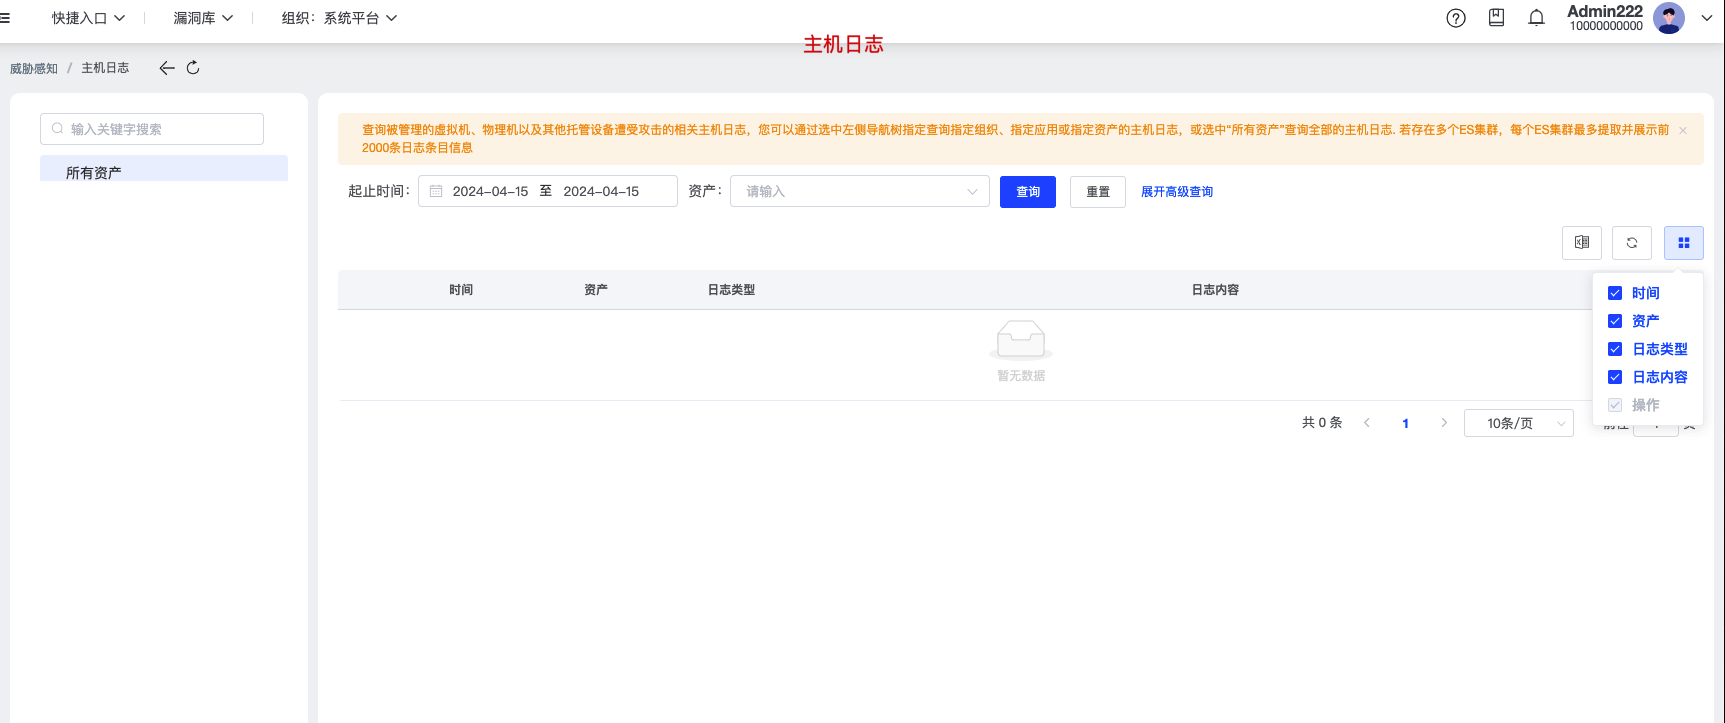 快捷入口
漏洞库
组织：系统平台
Admin222
10000000000
主机日志
威胁感知 / 主机日志
输入关键字搜索
所有资产
查询被管理的虚拟机、物理机以及其他托管设备遭受攻击的相关主机日志，您可以通过选中左侧导航树指定查询指定组织、指定应用或指定资产的主机日志，或选中“所有资产”查询全部的主机日志. 若存在多个ES集群，每个ES集群最多提取并展示前
2000条日志条目信息
起止时间： 2024-04-15 至 2024-04-15 资产： 请输入 查询 重置 展开高级查询
时间 资产 日志类型 日志内容
时间
资产
日志类型
日志内容
操作
暂无数据
共 0 条 1 10条/页